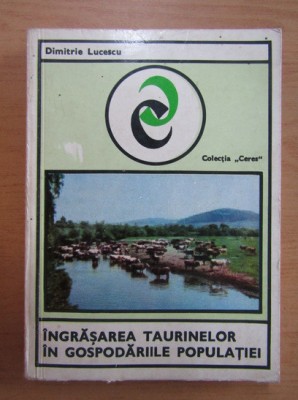 Dimitrie Lucescu
Colecția „Ceres"
ÎNGRĂȘAREA TAURINELOR
ÎN GOSPODĂRIILE POPULAȚIEI